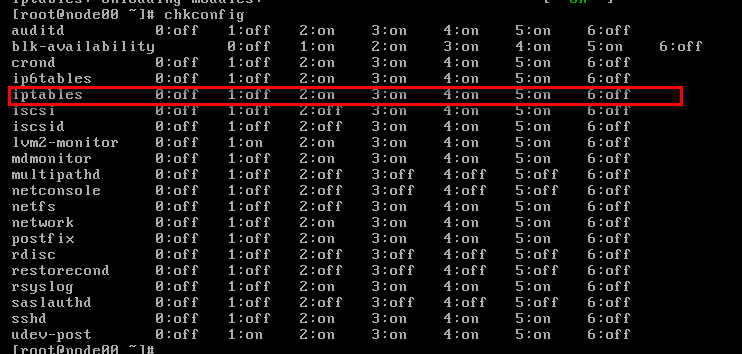 iptables: Unloading modules: [ OK ]
[root@node00 ~]# chkconfig
auditd 0:off 1:off 2:on 3:on 4:on 5:on 6:off
blk-availability 0:off 1:on 2:on 3:on 4:on 5:on 6:off
crond 0:off 1:off 2:on 3:on 4:on 5:on 6:off
ip6tables 0:off 1:off 2:on 3:on 4:on 5:on 6:off
iptables 0:off 1:off 2:on 3:on 4:on 5:on 6:off
iscsi 0:off 1:off 2:off 3:on 4:on 5:on 6:off
iscsid 0:off 1:off 2:off 3:on 4:on 5:on 6:off
lvm2-monitor 0:off 1:on 2:on 3:on 4:on 5:on 6:off
mdmonitor 0:off 1:off 2:on 3:on 4:on 5:on 6:off
multipathd 0:off 1:off 2:off 3:off 4:off 5:off 6:off
netconsole 0:off 1:off 2:off 3:off 4:off 5:off 6:off
netfs 0:off 1:off 2:off 3:on 4:on 5:on 6:off
network 0:off 1:off 2:on 3:on 4:on 5:on 6:off
postfix 0:off 1:off 2:on 3:on 4:on 5:on 6:off
rdisc 0:off 1:off 2:off 3:off 4:off 5:off 6:off
restorecond 0:off 1:off 2:off 3:off 4:off 5:off 6:off
rsyslog 0:off 1:off 2:on 3:on 4:on 5:on 6:off
saslauthd 0:off 1:off 2:off 3:off 4:off 5:off 6:off
sshd 0:off 1:off 2:on 3:on 4:on 5:on 6:off
udev-post 0:off 1:on 2:on 3:on 4:on 5:on 6:off
[root@node00 ~]#